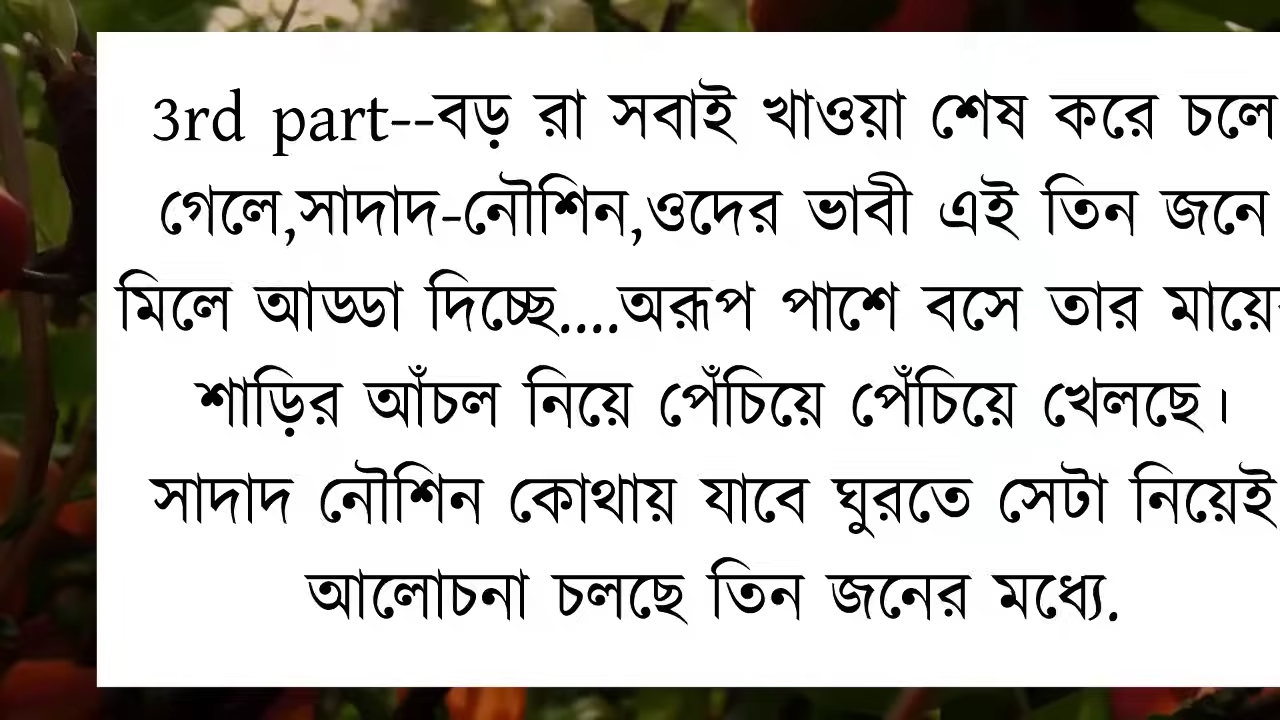 3rd part--বড় রা সবাই খাওয়া শেষ করে চলে
গেলে,সাদাদ-নৌশিন,ওদের ভাবী এই তিন জনে
মিলে আড্ডা দিচ্ছে....অরূপ পাশে বসে তার মায়ের
শাড়ির আঁচল নিয়ে পেঁচিয়ে পেঁচিয়ে খেলছে।
সাদাদ নৌশিন কোথায় যাবে ঘুরতে সেটা নিয়েই
আলোচনা চলছে তিন জনের মধ্যে.